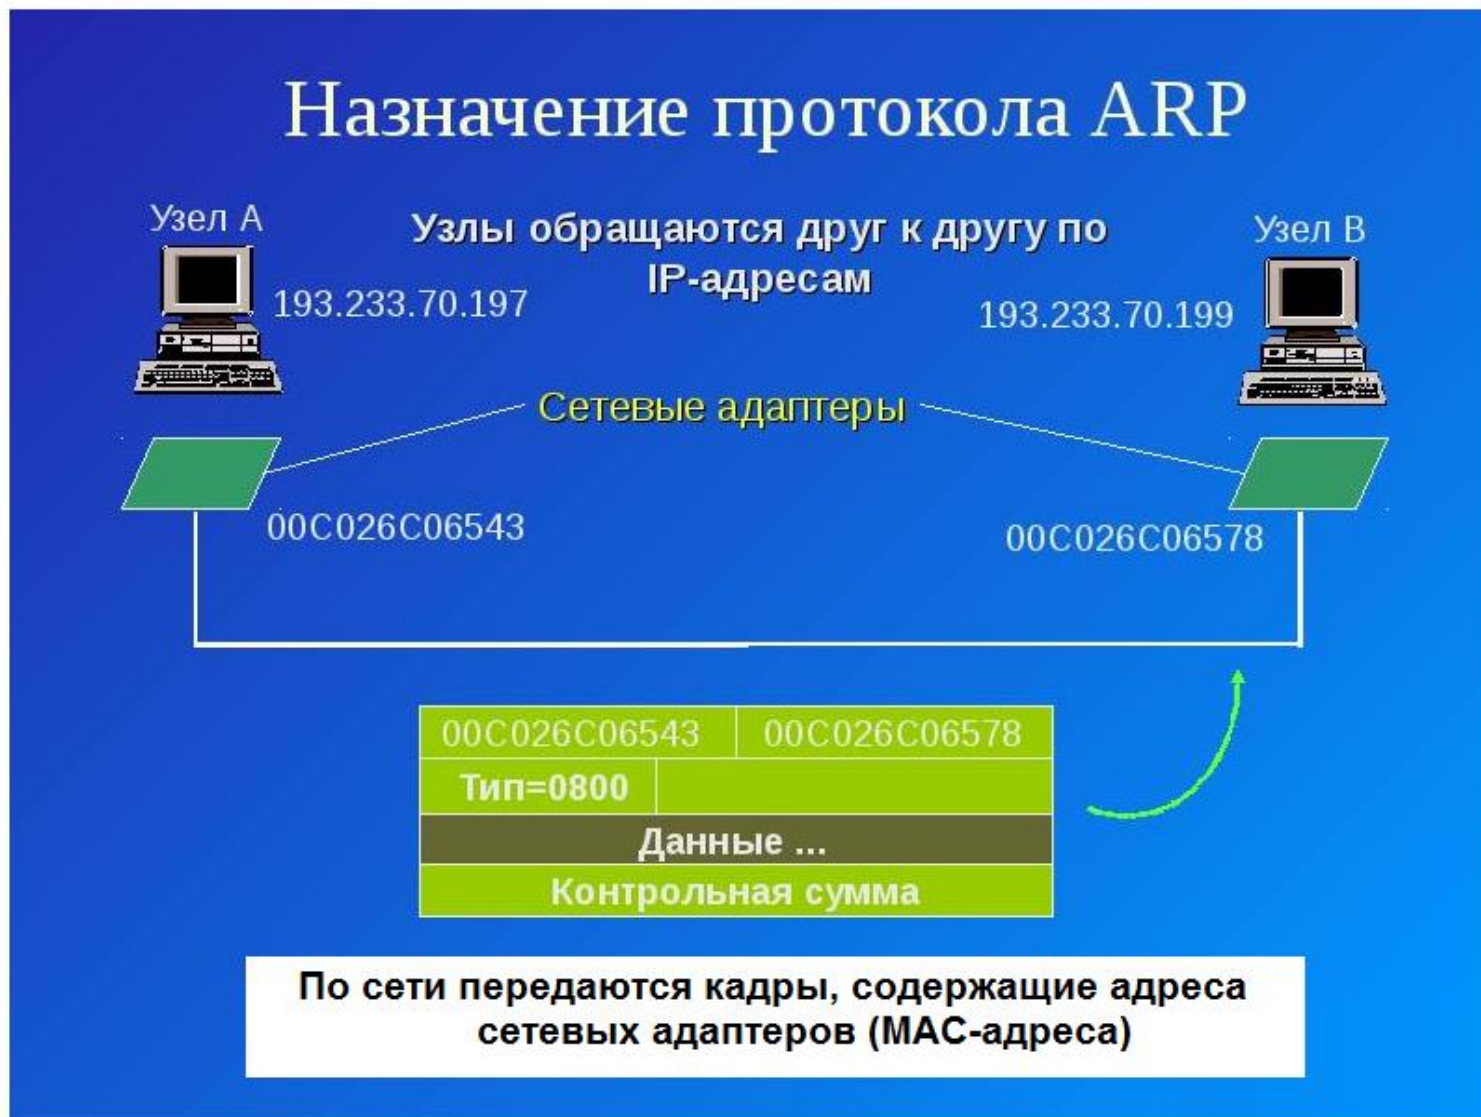 Назначение протокола ARP
Узел А
Узлы обращаются друг к другу по
IP-адресам
Узел В
193.233.70.197
193.233.70.199
Сетевые адаптеры
00C026C06543
00C026C06578
00C026C06543 00C026C06578
Тип=0800
Данные ...
Контрольная сумма
По сети передаются кадры, содержащие адреса
сетевых адаптеров (MAC-адреса)